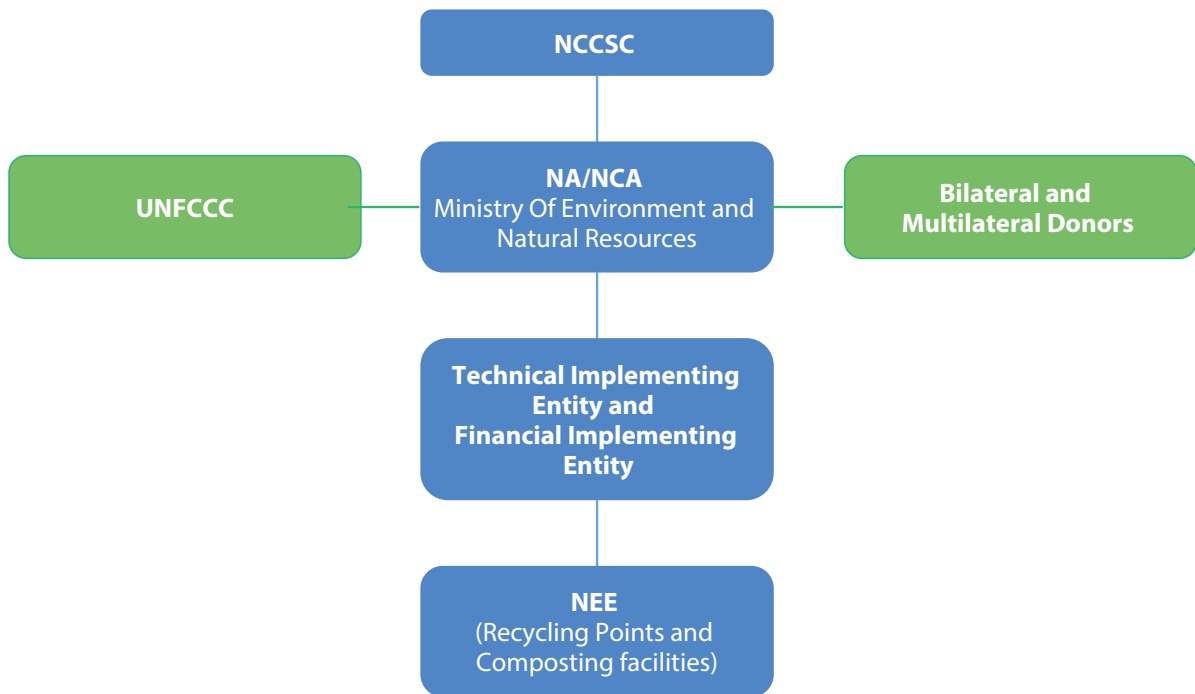 NCCSC
UNFCCC
NA/NCA
Ministry Of Environment and
Natural Resources
Bilateral and
Multilateral Donors
Technical Implementing
Entity and
Financial Implementing
Entity
NEE
(Recycling Points and
Composting facilities)